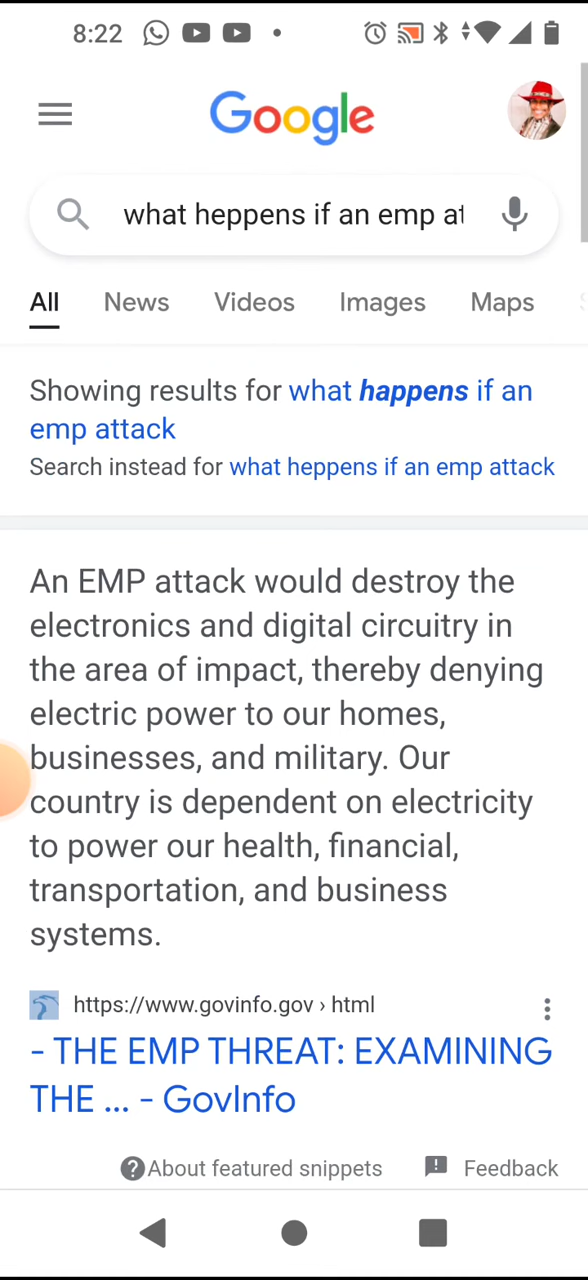 8:22
Google
what heppens if an emp at
All News Videos Images Maps
Showing results for what happens if an
emp attack
Search instead for what heppens if an emp attack
An EMP attack would destroy the
electronics and digital circuitry in
the area of impact, thereby denying
electric power to our homes,
businesses, and military. Our
country is dependent on electricity
to power our health, financial,
transportation, and business
systems.
https://www.govinfo.gov › html
- THE EMP THREAT: EXAMINING
THE ... - GovInfo
About featured snippets Feedback